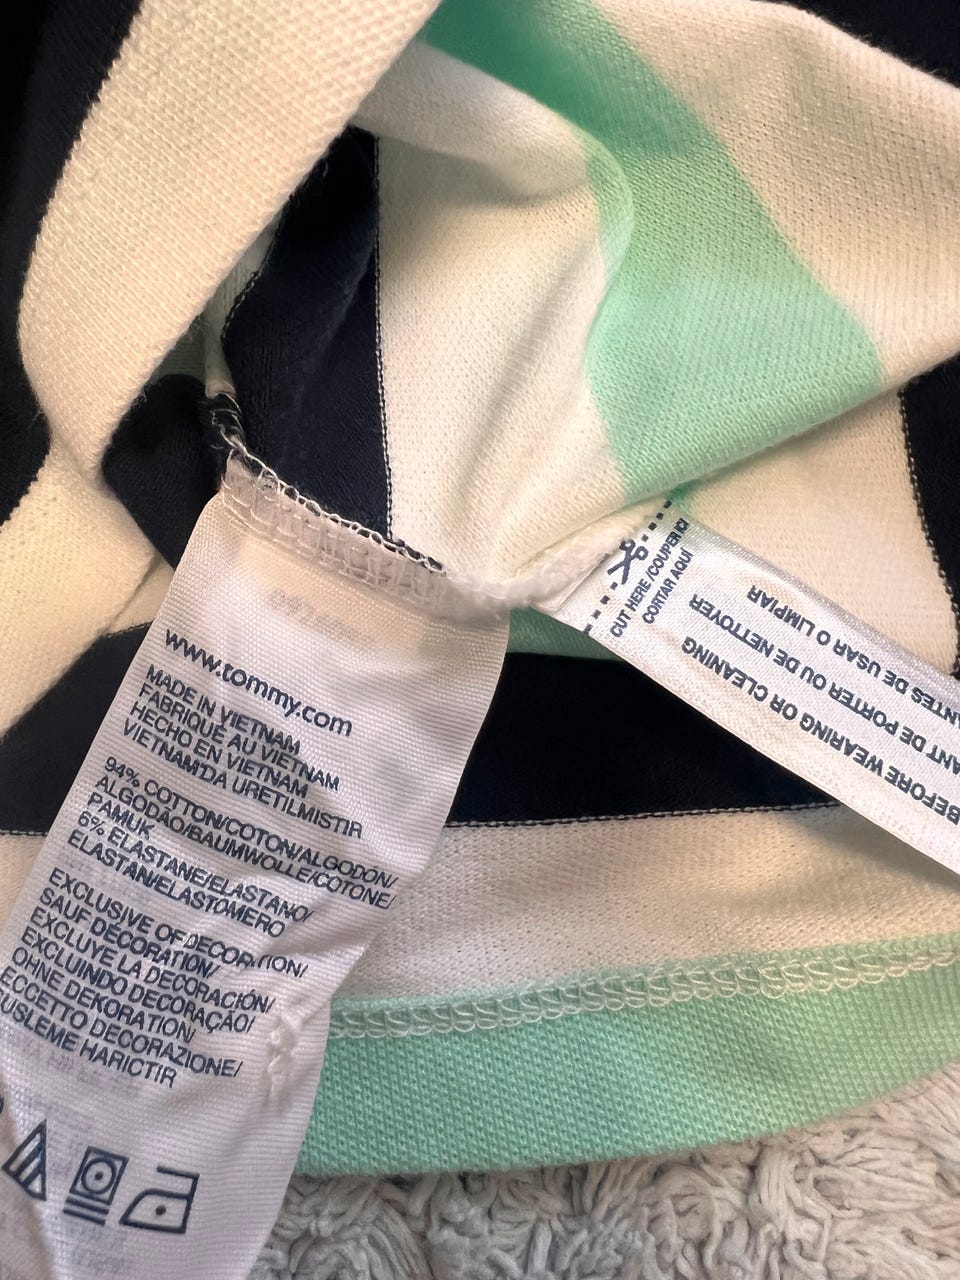 www.tommy.com
MADE IN VIETNAM
FABRIQUÉ AU VIETNAM
HECHO EN VIETNAM
VIETNAM'DA URETILMISTIR
94% COTTON/COTON/ALGODÓN/
ALGODÃO/BAUMWOLLE/COTONE/
PAMUK
6% ELASTANE/ELASTANO/
ELASTAN/ELASTOMERO
EXCLUSIVE OF DECORATION/
SAUF DÉCORATION/
EXCLUYE LA DECORACIÓN/
EXCLUINDO DECORAÇÃO/
OHNE DEKORATION/
ECCETTO DECORAZIONE/
SUSLEME HARICTIR
CUT HERE/COUPER ICI
CORTAR AQUÍ
BEFORE WEARING OR CLEANING
DE PORTER OU DE NETTOYER
DE USAR O LIMPIAR